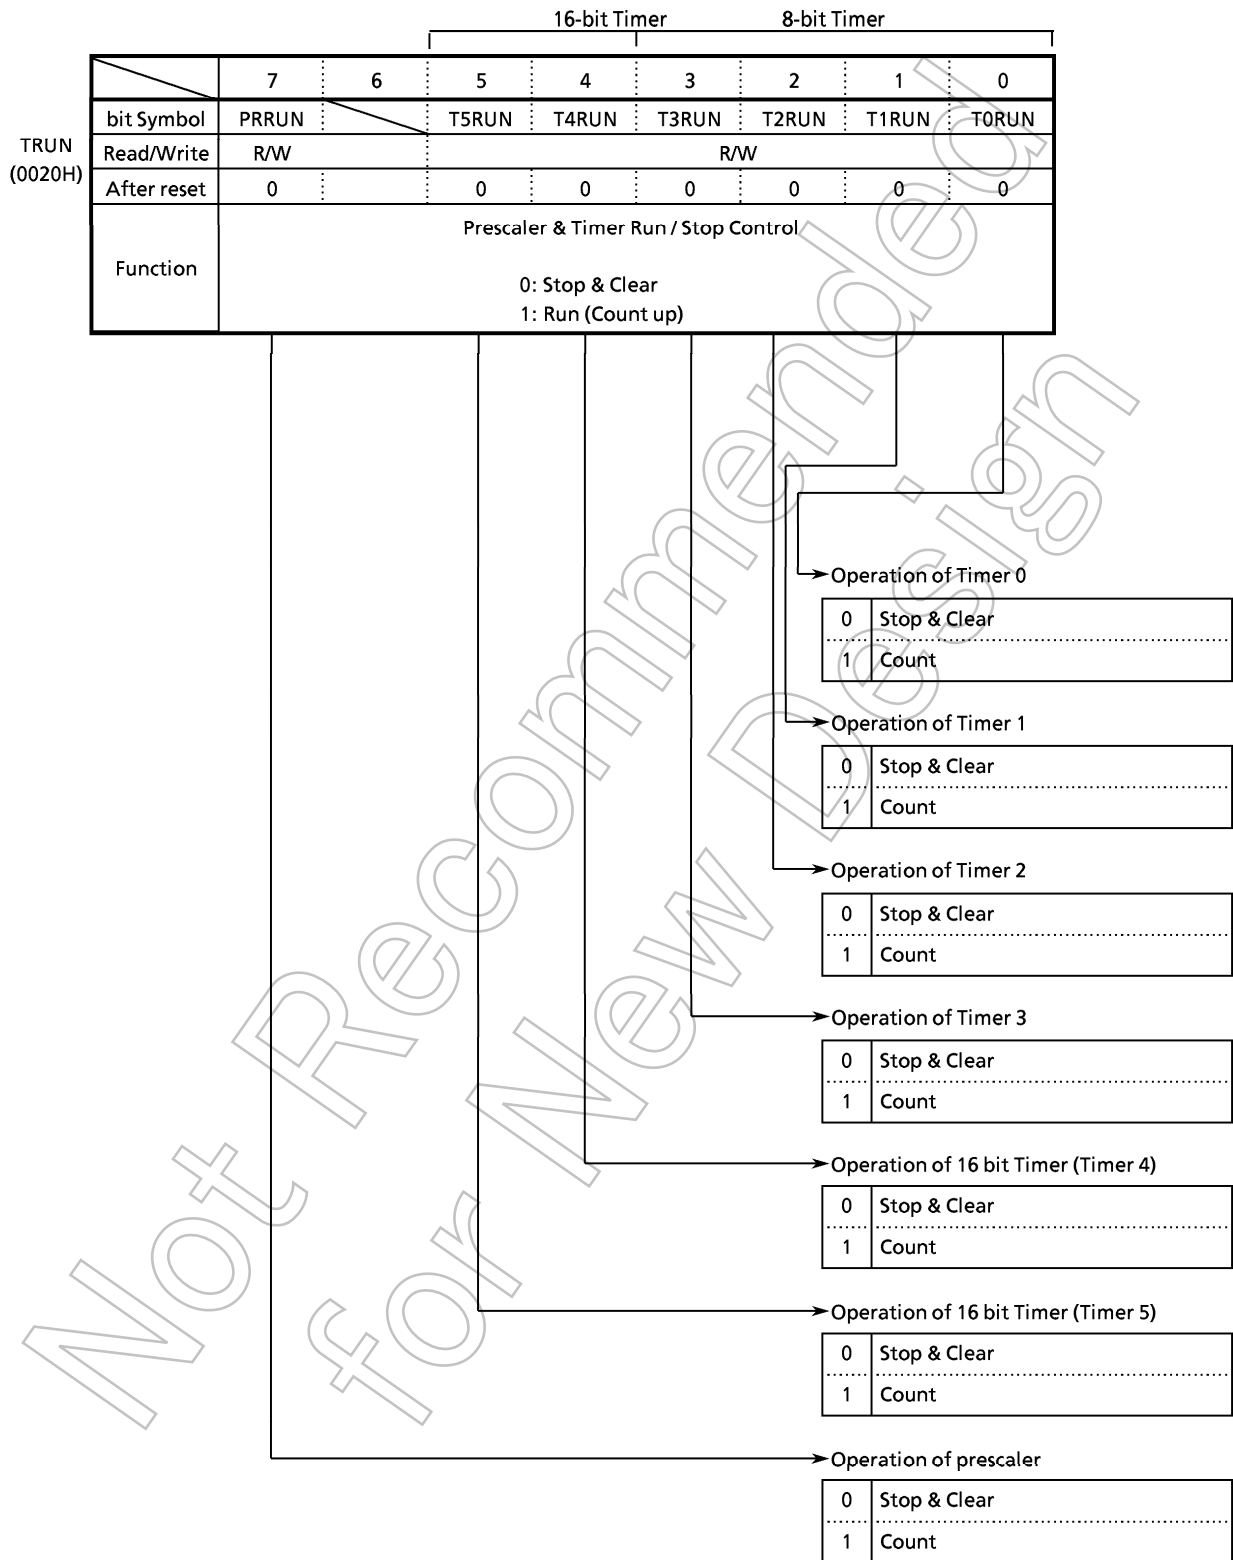 16-bit Timer 8-bit Timer
7 6 5 4 3 2 1 0
bit Symbol PRRUN T5RUN T4RUN T3RUN T2RUN T1RUN T0RUN
TRUN
(0020H)
Read/Write R/W R/W
After reset 0 0 0 0 0 0 0
Function
Prescaler & Timer Run / Stop Control
0: Stop & Clear
1: Run (Count up)
Operation of Timer 0
0 Stop & Clear
1 Count
Operation of Timer 1
0 Stop & Clear
1 Count
Operation of Timer 2
0 Stop & Clear
1 Count
Operation of Timer 3
0 Stop & Clear
1 Count
Operation of 16 bit Timer (Timer 4)
0 Stop & Clear
1 Count
Operation of 16 bit Timer (Timer 5)
0 Stop & Clear
1 Count
Operation of prescaler
0 Stop & Clear
1 Count
Not Recommended
for New Design